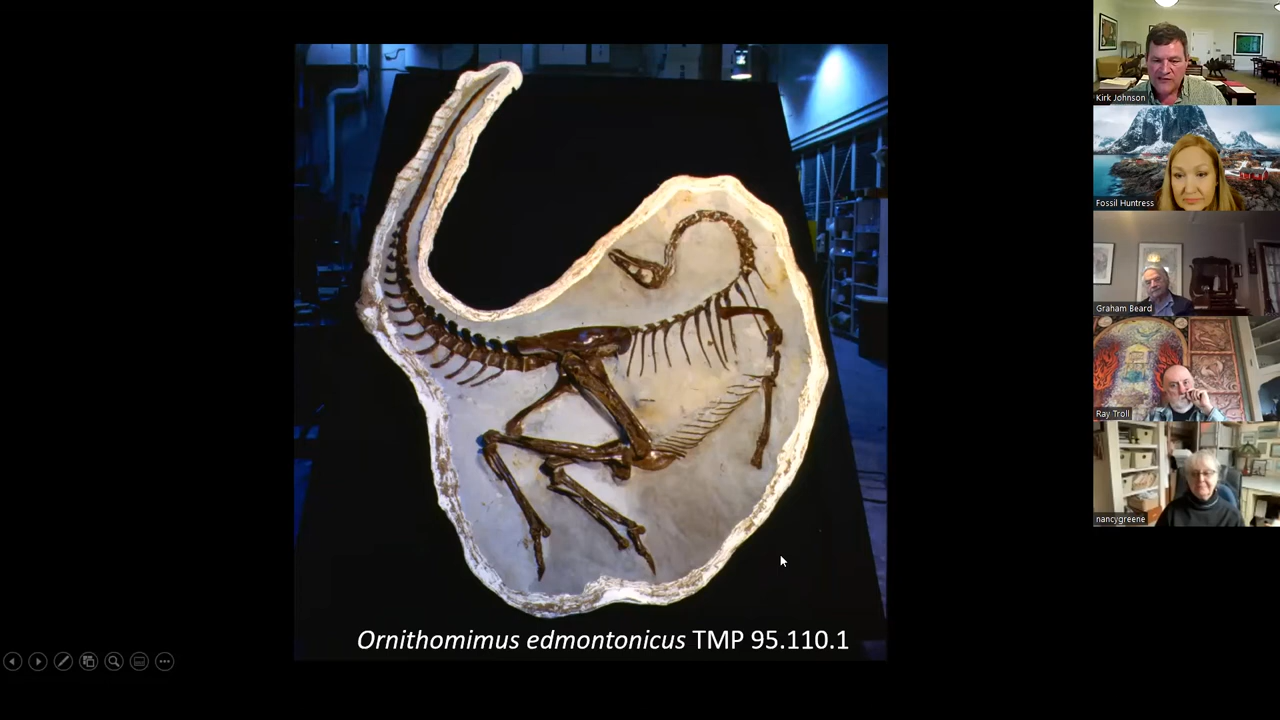 Ornithomimus edmontonicus TMP 95.110.1
Kirk Johnson
Fossil Huntress
Graham Beard
Ray Troll
nancygreene